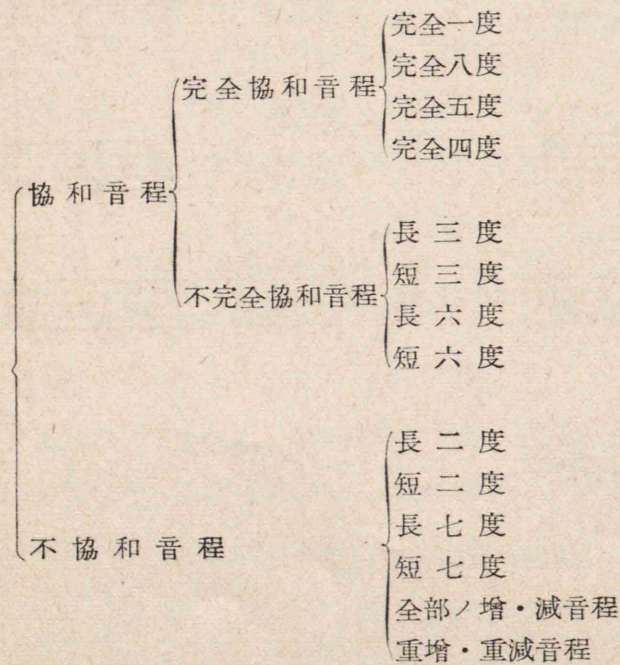 協和音程
完全協和音程
完全一度
完全八度
完全五度
完全四度
不完全協和音程
長三度
短三度
長六度
短六度
不協和音程
長二度
短二度
長七度
短七度
全部ノ增・減音程
重增・重減音程